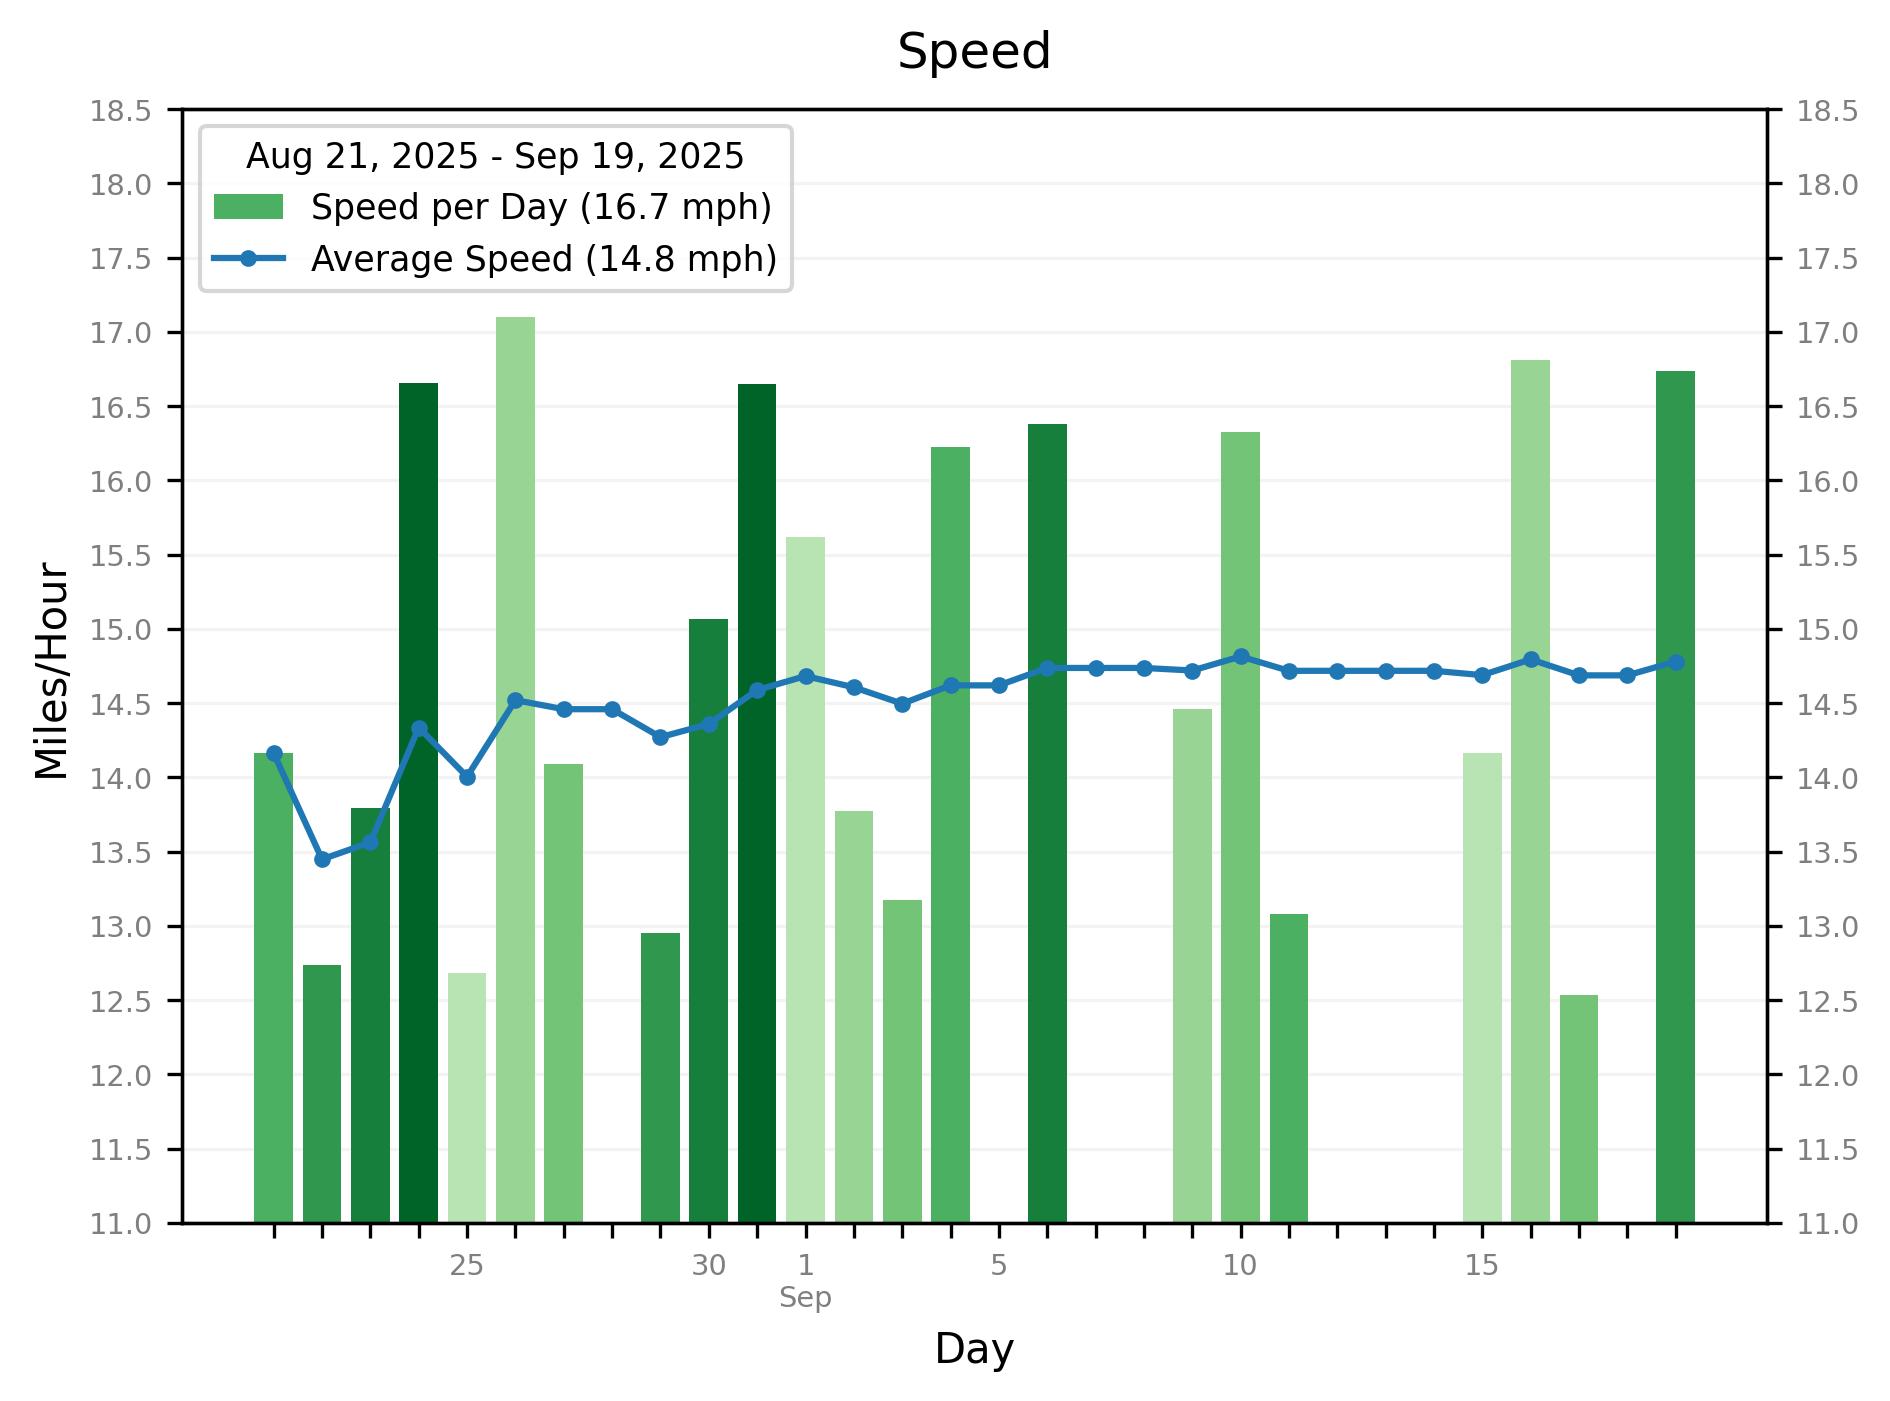 Speed
Aug 21, 2025 - Sep 19, 2025
Speed per Day (16.7 mph)
Average Speed (14.8 mph)
18.5 18.5
18.0 18.0
17.5 17.5
17.0 17.0
16.5 16.5
16.0 16.0
15.5 15.5
15.0 15.0
14.5 14.5
14.0 14.0
13.5 13.5
13.0 13.0
12.5 12.5
12.0 12.0
11.5 11.5
11.0 11.0
Miles/Hour
25 30 1 5 10 15
Sep
Day